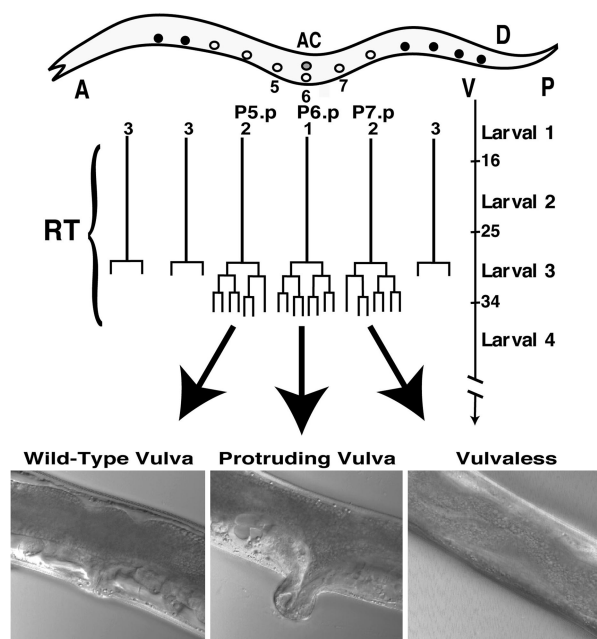 AC
D
A
5
6
7
V
P
P5.p P6.p P7.p
3 3 2 1 2 3
Larval 1
16
Larval 2
RT
25
Larval 3
34
Larval 4
Wild-Type Vulva
Protruding Vulva
Vulvaless